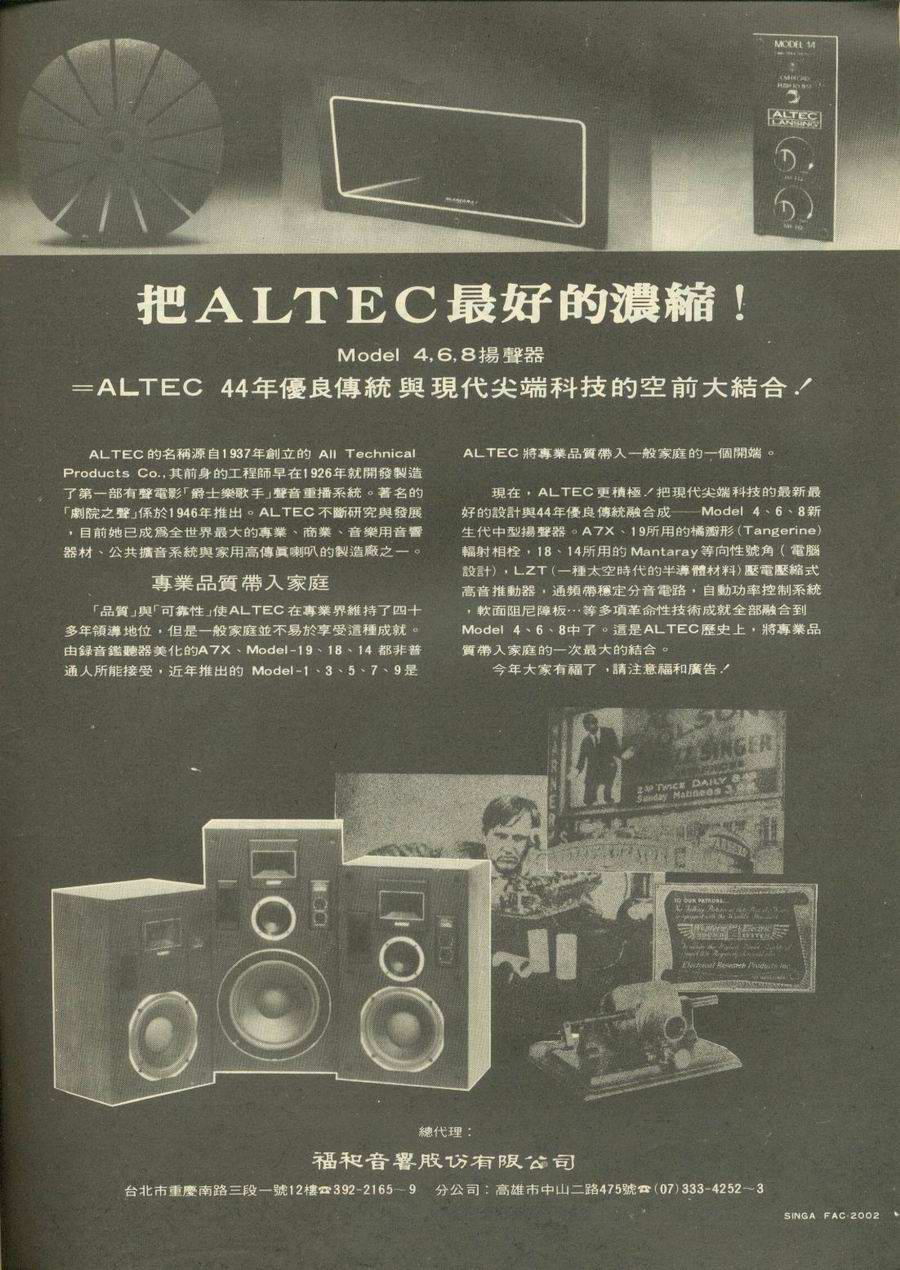 MODEL 14
ALTEC
LANSING
把ALTEC最好的濃縮！
Model 4,6,8揚聲器
＝ALTEC 44年優良傳統與現代尖端科技的空前大結合！
ALTEC的名稱源自1937年創立的 All Technical
Products Co.,其前身的工程師早在1926年就開發製造
了第一部有聲電影「爵士樂歌手」聲音重播系統。著名的
「劇院之聲」係於1946年推出。ALTEC不斷研究與發展
，目前她已成為全世界最大的專業、商業、音樂用音響
器材、公共擴音系統與家用高傳眞喇叭的製造廠之一。
專業品質帶入家庭
「品質」與「可靠性」使ALTEC在專業界維持了四十
多年領導地位，但是一般家庭並不易於享受這種成就。
由録音鑑聽器美化的A7X、Model-19、18、14 都非普
通人所能接受，近年推出的 Model-1、3、5、7、9是
ALTEC將專業品質帶入一般家庭的一個開端。
現在，ALTEC更積極！把現代尖端科技的最新最
好的設計與44年優良傳統融合成——Model 4、6、8新
生代中型揚聲器。A7X、19所用的橘瓣形(Tangerine)
輻射相栓，18、14所用的Mantaray等向性號角（電腦
設計），LZT(一種太空時代的半導體材料)壓電壓縮式
高音推動器，通頻帶穩定分音電路，自動功率控制系統
，軟面阻尼障板…等多項革命性技術成就全部融合到
Model 4、6、8中了。這是ALTEC歷史上，將專業品
質帶入家庭的一次最大的結合。
今年大家有福了，請注意福和廣告！
OLSON
SINGER
TWICE DAILY
Sunday Matinees 3
TO OUR PATRONS...
Western Electric
SOUND SYSTEM
Electrical Research Products Inc.
總代理：
福和音響股份有限公司
台北市重慶南路三段一號12樓☎392-2165～9 分公司：高雄市中山二路475號☎(07)333-4252～3
SINGA FAC-2002